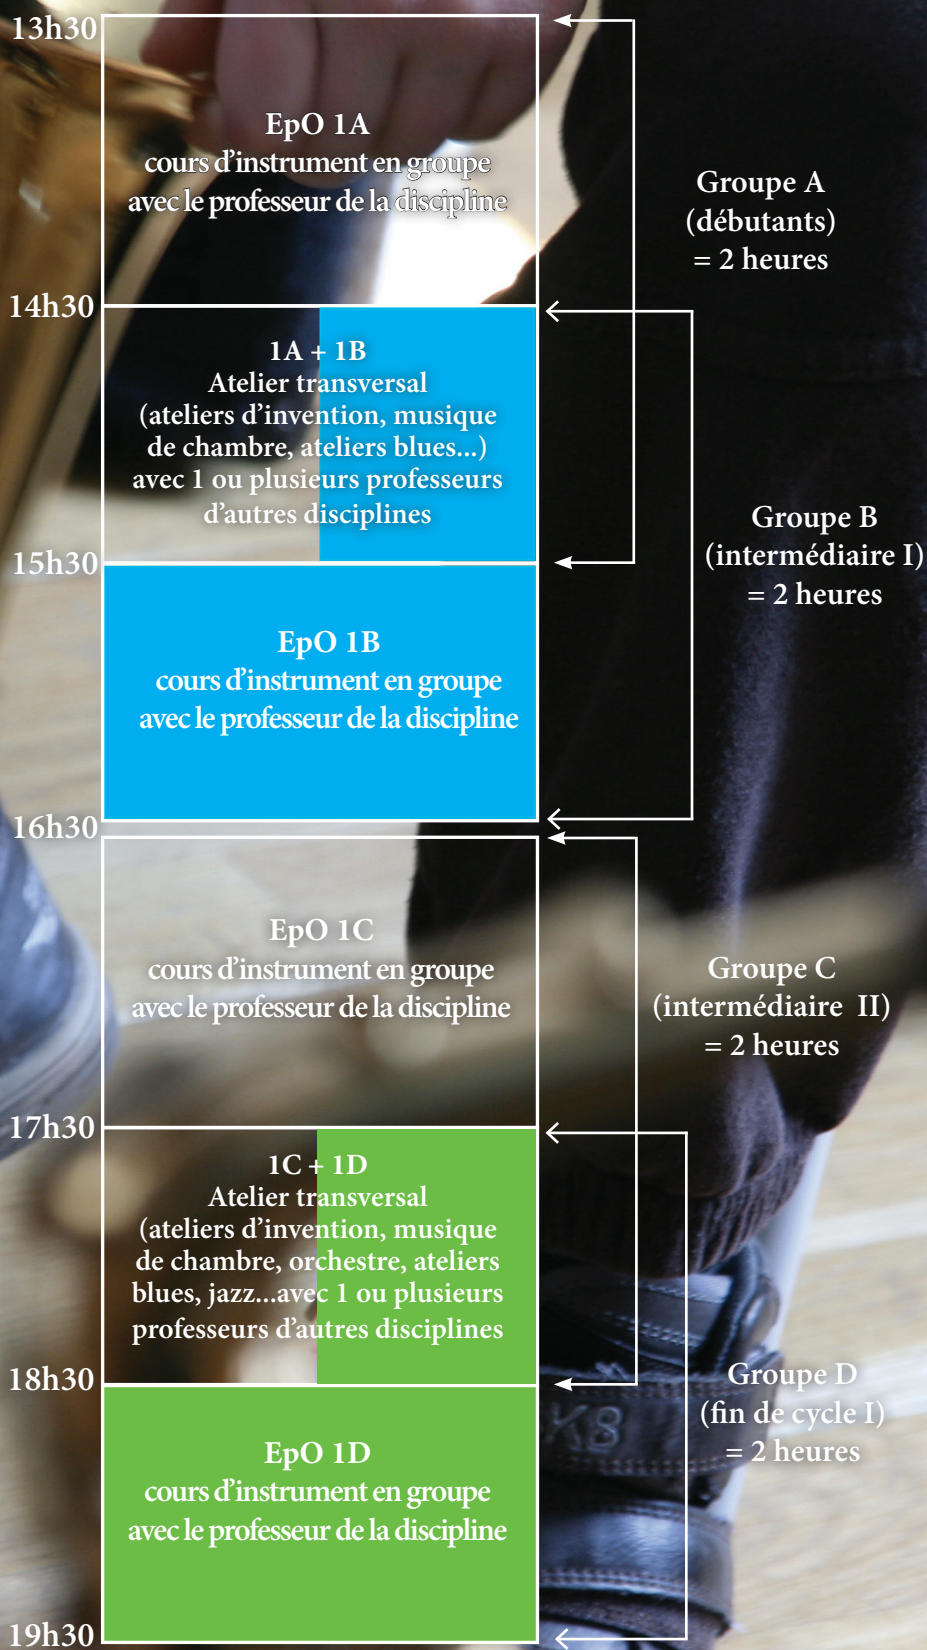 13h30
EpO 1A
cours d’instrument en groupe
avec le professeur de la discipline
Groupe A
(débutants)
= 2 heures
14h30
1A + 1B
Atelier transversal
(ateliers d’invention, musique
de chambre, ateliers blues...)
avec 1 ou plusieurs professeurs
d’autres disciplines
Groupe B
(intermédiaire I)
= 2 heures
15h30
EpO 1B
cours d’instrument en groupe
avec le professeur de la discipline
16h30
EpO 1C
cours d’instrument en groupe
avec le professeur de la discipline
Groupe C
(intermédiaire  II)
= 2 heures
17h30
1C + 1D
Atelier transversal
(ateliers d’invention, musique
de chambre, orchestre, ateliers
blues, jazz...avec 1 ou plusieurs
professeurs d’autres disciplines
18h30
Groupe D
(fin de cycle I)
= 2 heures
EpO 1D
cours d’instrument en groupe
avec le professeur de la discipline
19h30